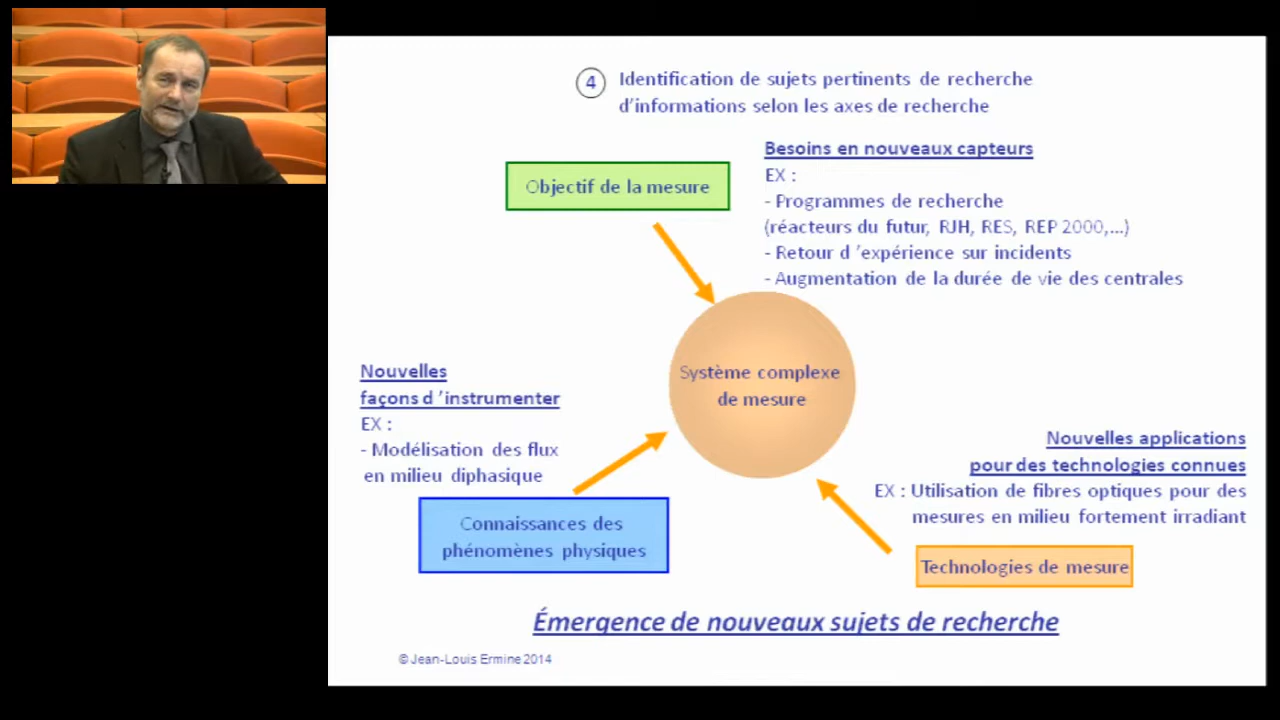 4
Identification de sujets pertinents de recherche
d'informations selon les axes de recherche
Besoins en nouveaux capteurs
EX :
- Programmes de recherche
(réacteurs du futur, RJH, RES, REP 2000,...)
- Retour d 'expérience sur incidents
- Augmentation de la durée de vie des centrales
Objectif de la mesure
Système complexe
de mesure
Nouvelles
façons d 'instrumenter
EX :
- Modélisation des flux
en milieu diphasique
Connaissances des
phénomènes physiques
Nouvelles applications
pour des technologies connues
EX : Utilisation de fibres optiques pour des
mesures en milieu fortement irradiant
Technologies de mesure
Émergence de nouveaux sujets de recherche
© Jean-Louis Ermine 2014